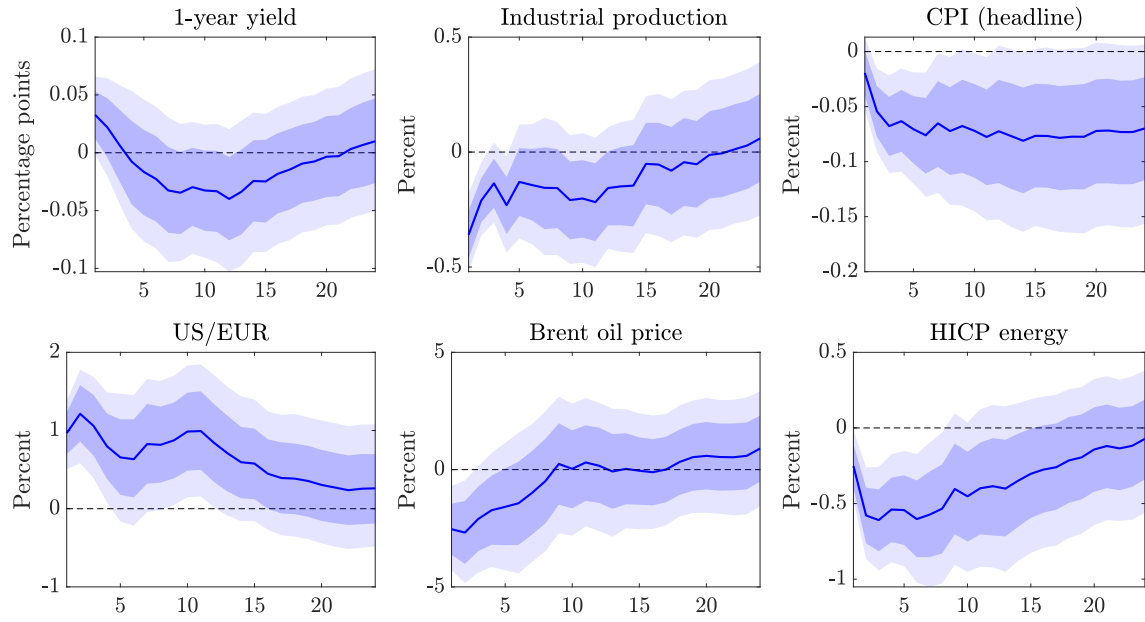 1-year yield
Percentage points
0.1
0.05
0
-0.05
-0.1
5 10 15 20
Industrial production
Percent
0.5
0
-0.5
5 10 15 20
CPI (headline)
Percent
0
-0.05
-0.1
-0.15
-0.2
5 10 15 20
US/EUR
Percent
2
1
0
-1
5 10 15 20
Brent oil price
Percent
5
0
-5
5 10 15 20
HICP energy
Percent
0.5
0
-0.5
-1
5 10 15 20